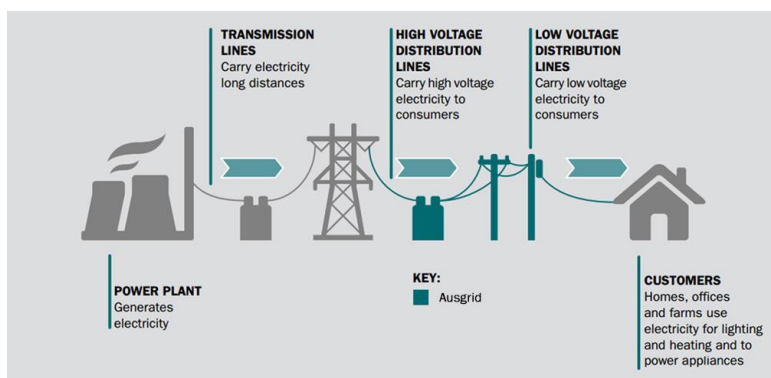 TRANSMISSION
LINES
Carry electricity
long distances
HIGH VOLTAGE
DISTRIBUTION
LINES
Carry high voltage
electricity to
consumers
LOW VOLTAGE
DISTRIBUTION
LINES
Carry low voltage
electricity to
consumers
POWER PLANT
Generates
electricity
KEY:
Ausgrid
CUSTOMERS
Homes, offices
and farms use
electricity for lighting
and heating and to
power appliances